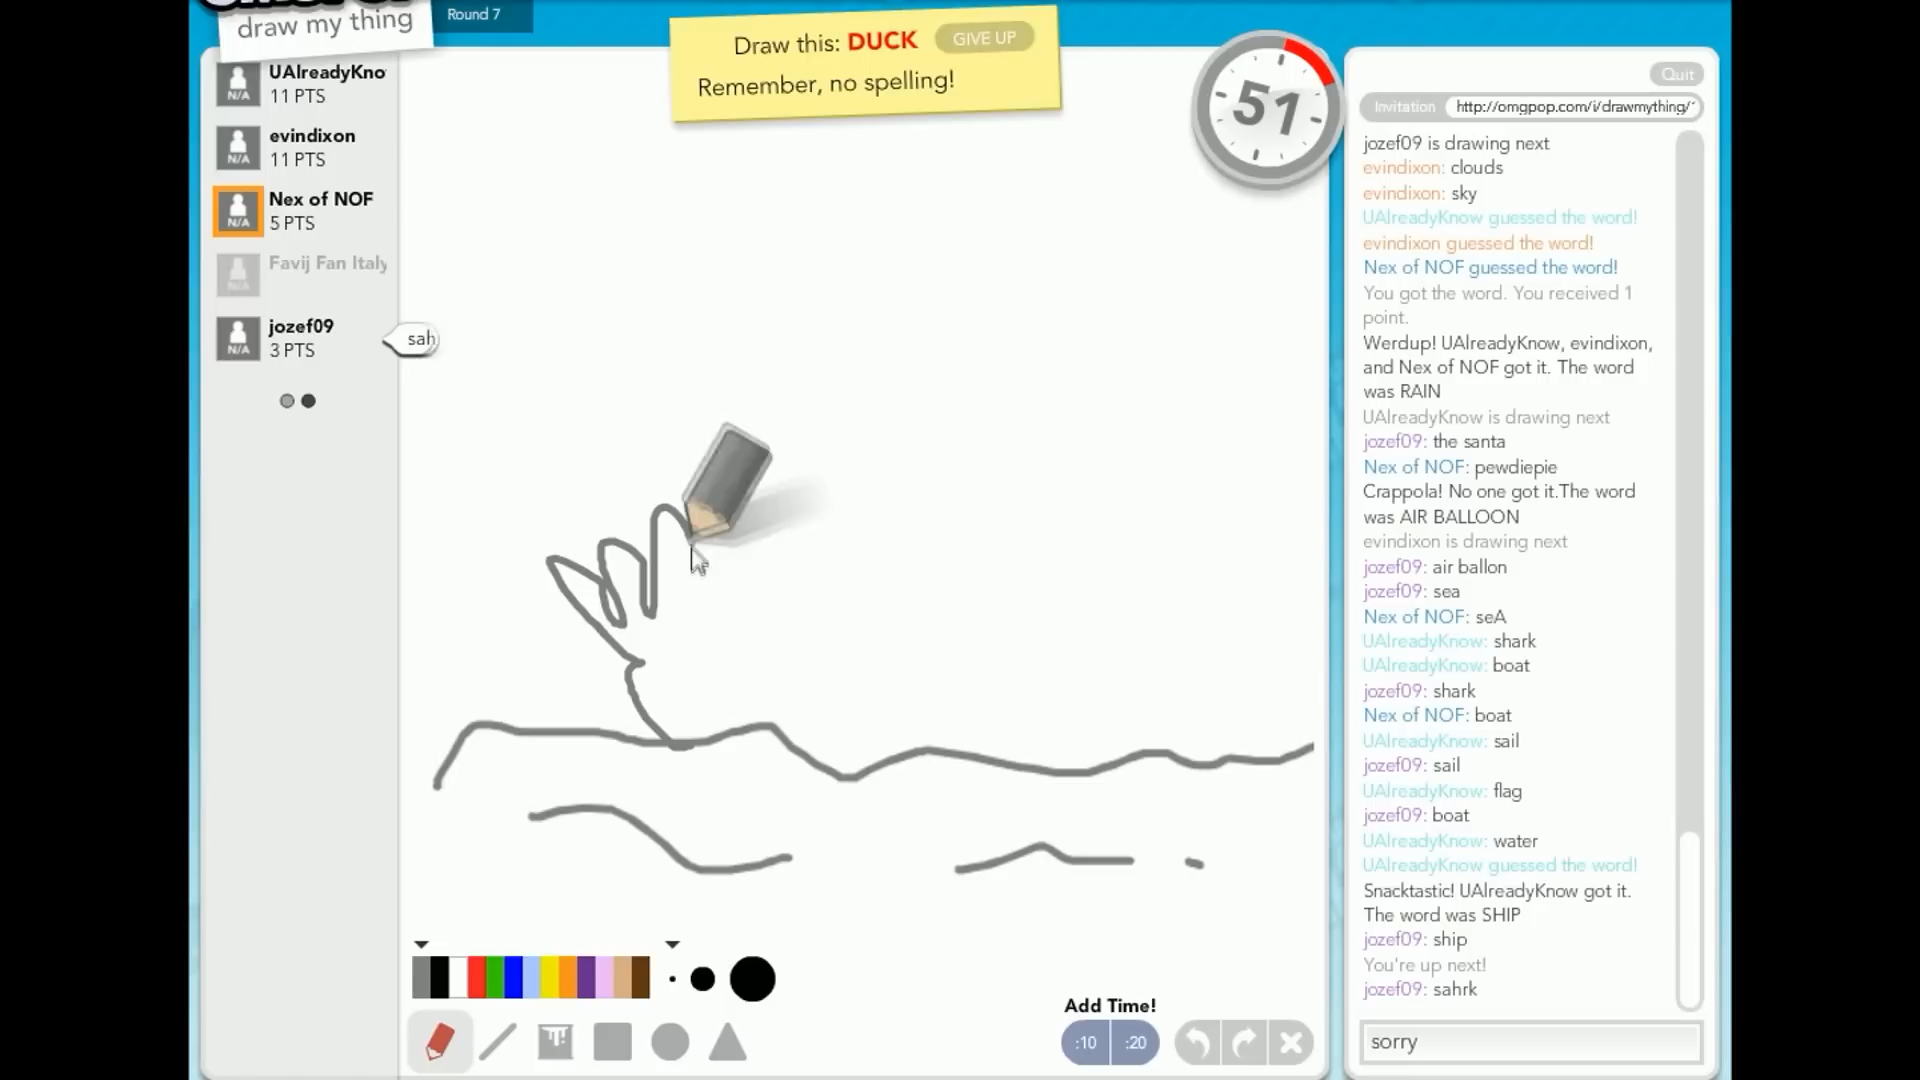 draw my thing
Round 7
Draw this: DUCK
GIVE UP
Remember, no spelling!
51
UAlreadyKno
11 PTS
evindixon
11 PTS
Nex of NOF
5 PTS
Favij Fan Italy
jozef09
3 PTS
N/A
N/A
N/A
N/A
N/A
sah
Quit
Invitation
http://omgpop.com/i/drawmything/
jozef09 is drawing next
evindixon: clouds
evindixon: sky
UAlreadyKnow guessed the word!
evindixon guessed the word!
Nex of NOF guessed the word!
You got the word. You received 1
point.
Werdup! UAlreadyKnow, evindixon,
and Nex of NOF got it. The word
was RAIN
UAlreadyKnow is drawing next
jozef09: the santa
Nex of NOF: pewdiepie
Crappola! No one got it.The word
was AIR BALLOON
evindixon is drawing next
jozef09: air ballon
jozef09: sea
Nex of NOF: seA
UAlreadyKnow: shark
UAlreadyKnow: boat
jozef09: shark
Nex of NOF: boat
UAlreadyKnow: sail
jozef09: sail
UAlreadyKnow: flag
jozef09: boat
UAlreadyKnow: water
UAlreadyKnow guessed the word!
Snacktastic! UAlreadyKnow got it.
The word was SHIP
jozef09: ship
You're up next!
jozef09: sahrk
sorry
Add Time!
:10
:20